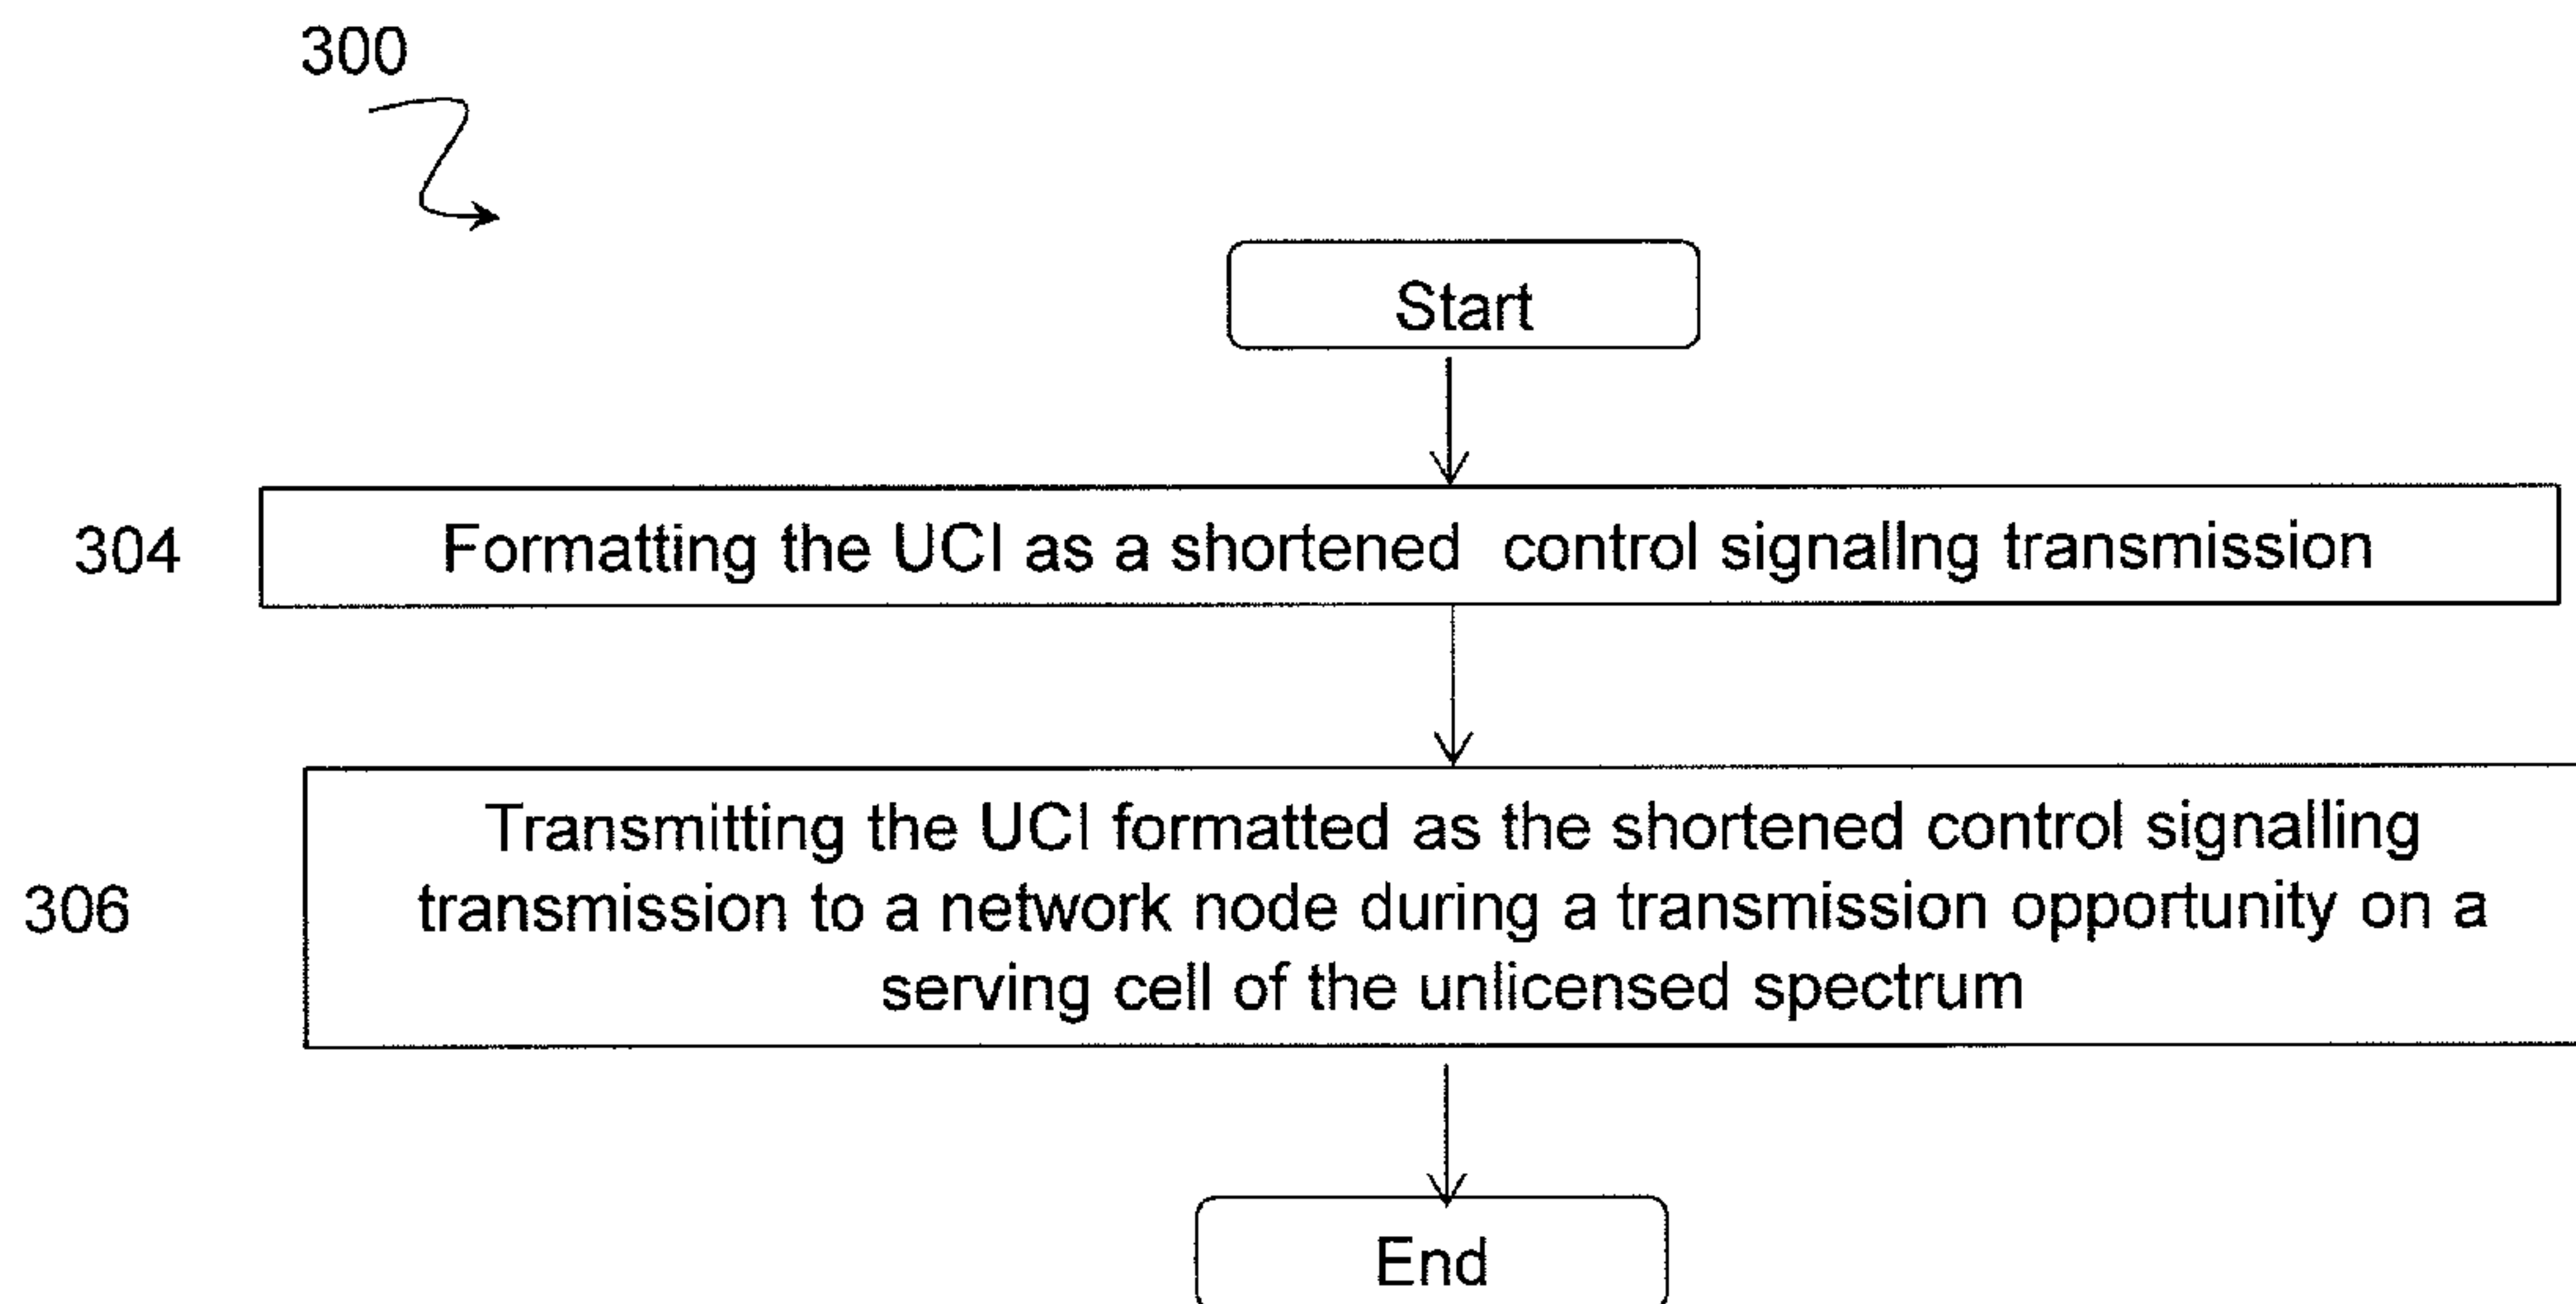 300
Start
304
Formatting the UCI as a shortened control signallng transmission
306
Transmitting the UCI formatted as the shortened control signalling
transmission to a network node during a transmission opportunity on a
serving cell of the unlicensed spectrum
End